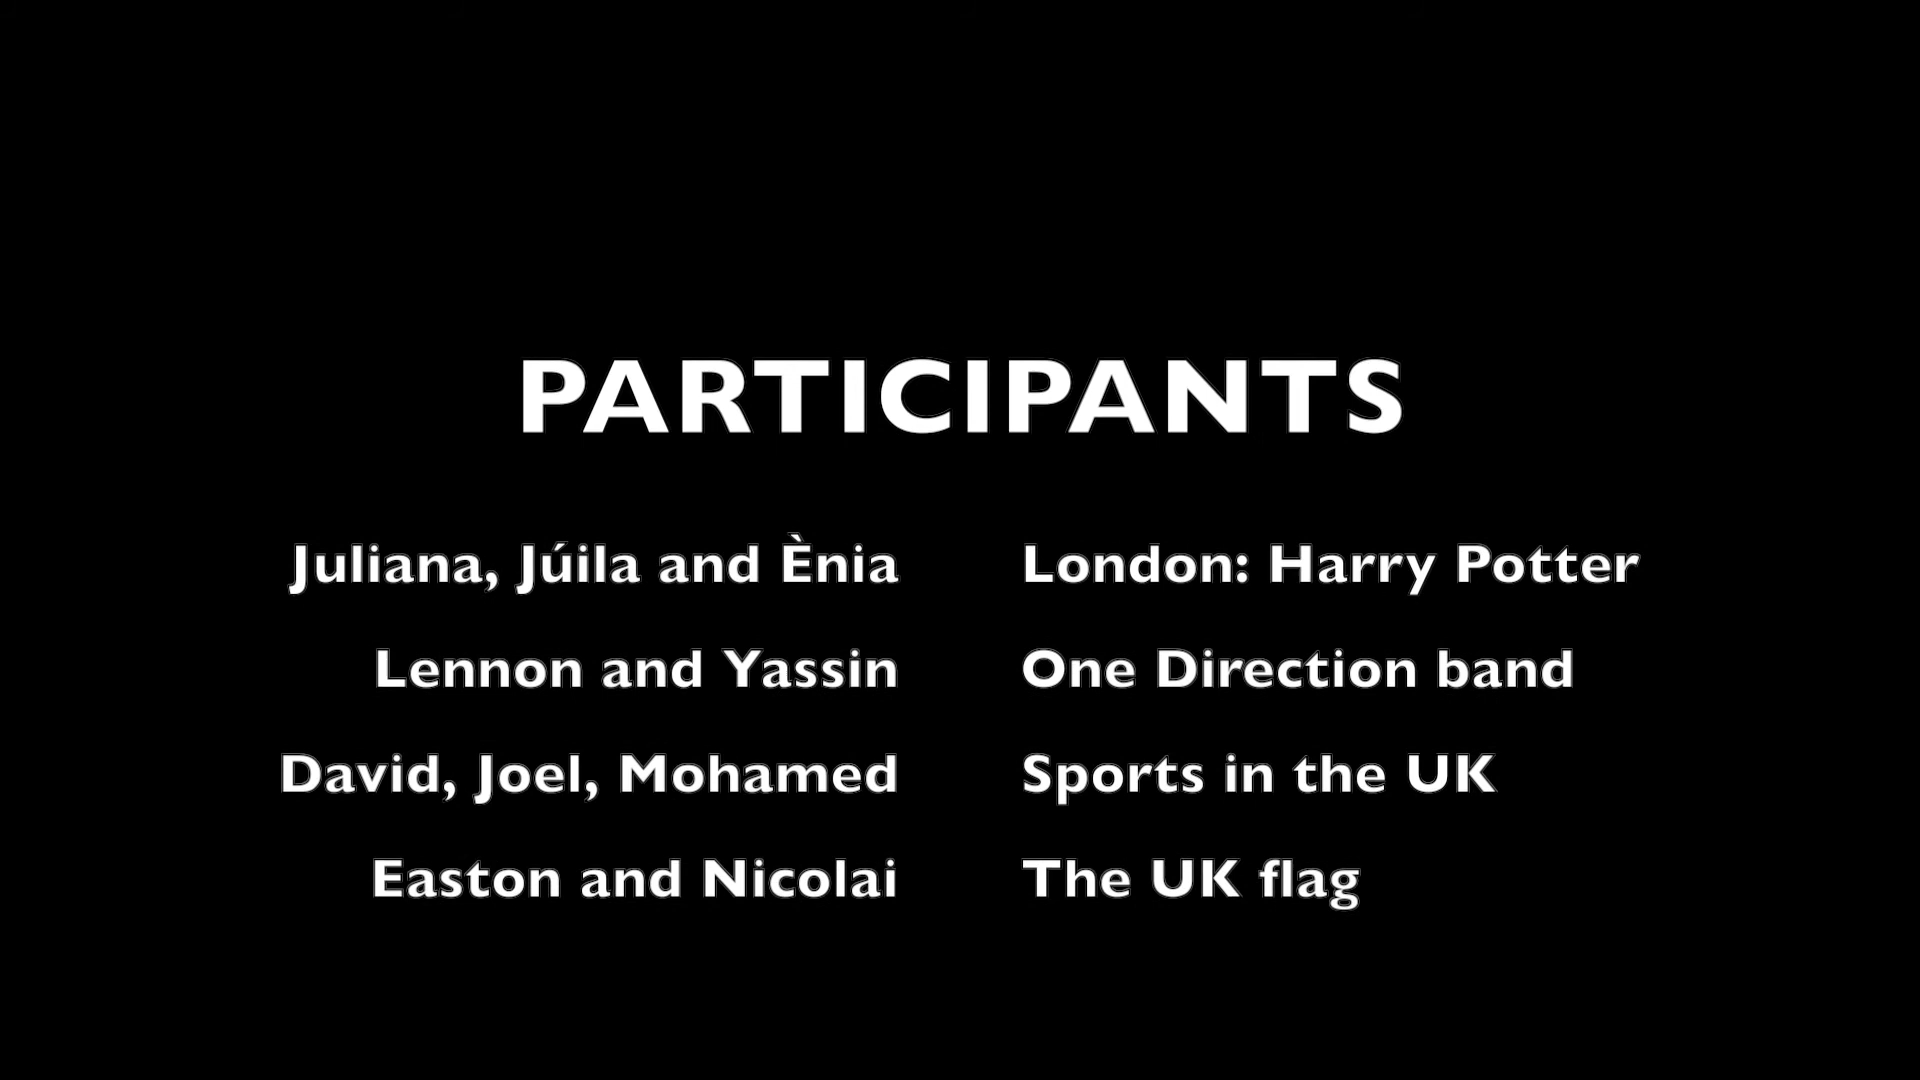 PARTICIPANTS
Juliana, Júila and Ènia London: Harry Potter
Lennon and Yassin One Direction band
David, Joel, Mohamed Sports in the UK
Easton and Nicolai The UK flag